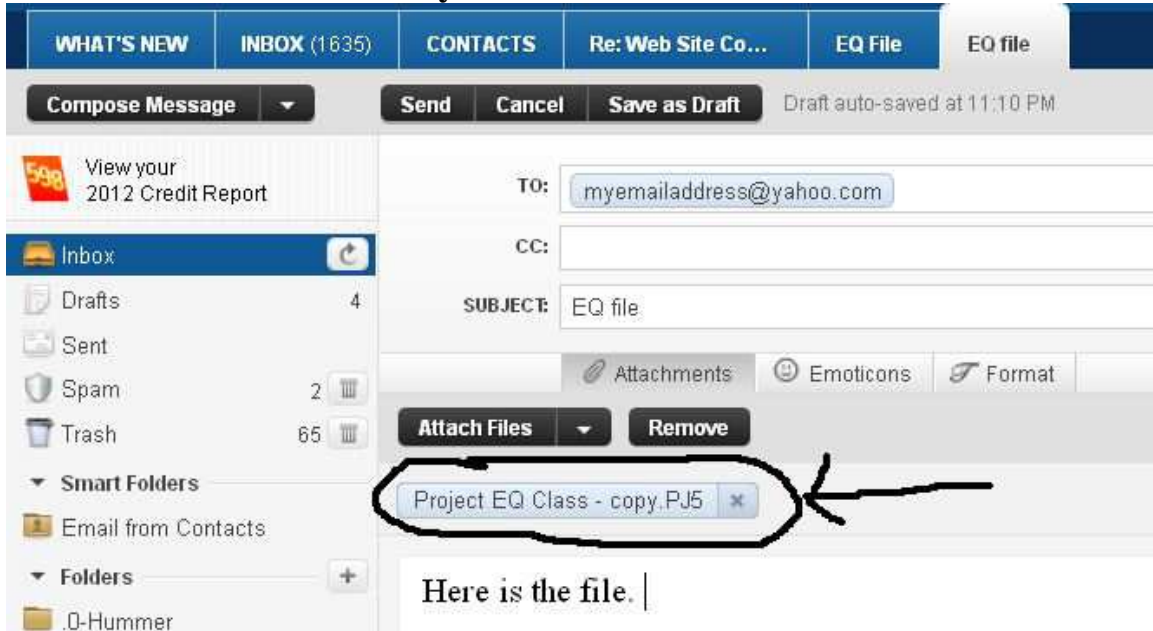 WHAT'S NEW INBOX (1635) CONTACTS Re: Web Site Co... EQ File EQ file
Compose Message Send Cancel Save as Draft Draft auto-saved at 11:10 PM
598 View your
2012 Credit Report
TO: myemailaddress@yahoo.com
Inbox
CC:
Drafts 4
SUBJECT: EQ file
Sent
Attachments Emoticons Format
Spam 2
Trash 65
Attach Files Remove
Smart Folders
Project EQ Class - copy.PJ5
Email from Contacts
Folders
Here is the file.
.0-Hummer